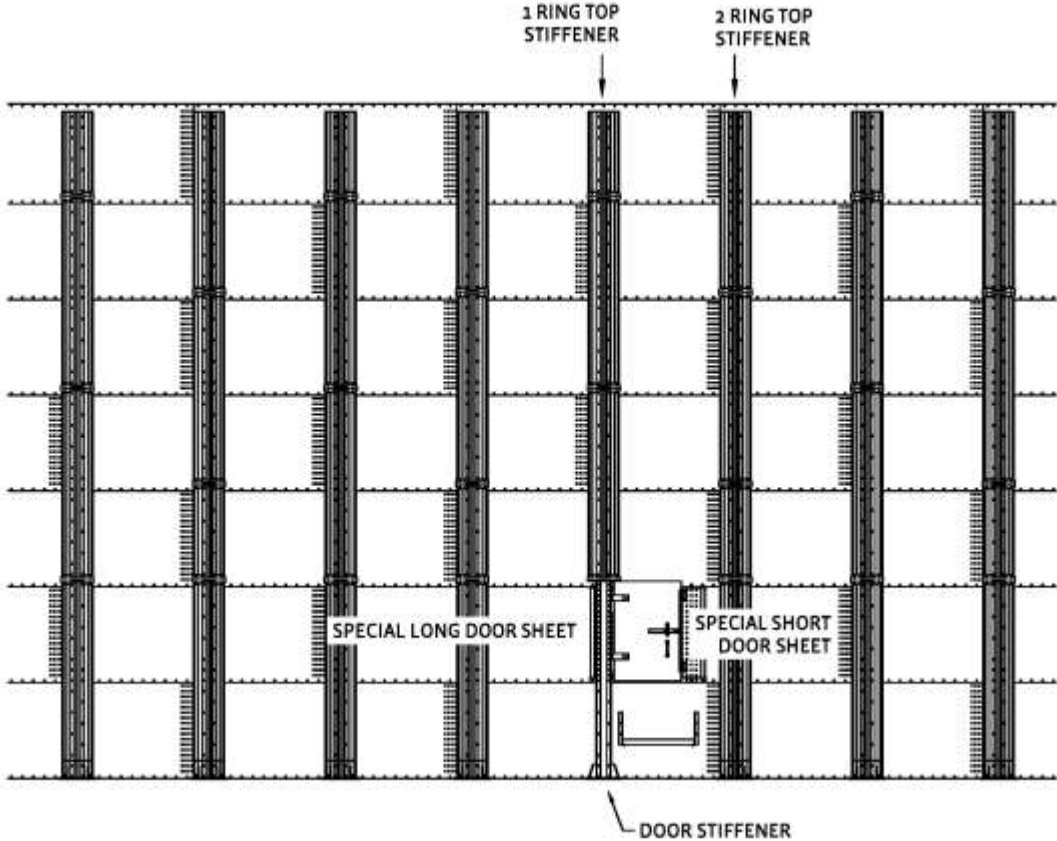 1 RING TOP
STIFFENER
2 RING TOP
STIFFENER
SPECIAL LONG DOOR SHEET
SPECIAL SHORT
DOOR SHEET
DOOR STIFFENER